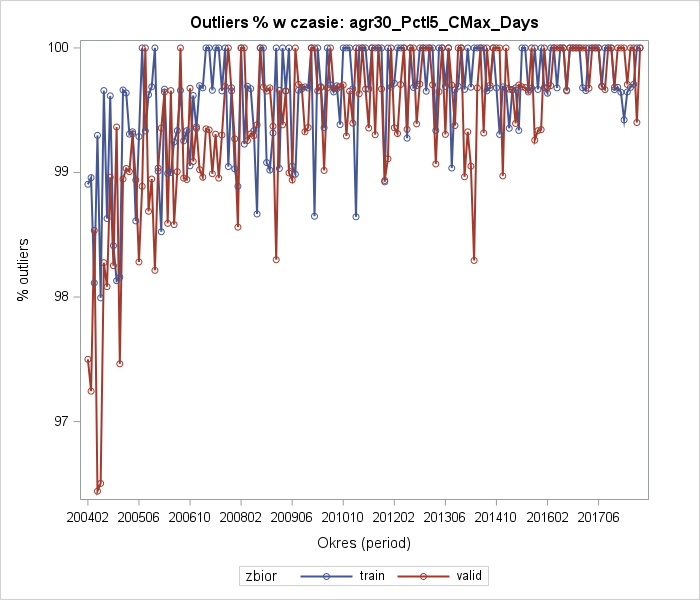 Outliers % w czasie: agr30_Pctl5_CMax_Days
100
99
98
97
% outliers
200402 200506 200610 200802 200906 201010 201202 201306 201410 201602 201706
Okres (period)
zbior train valid